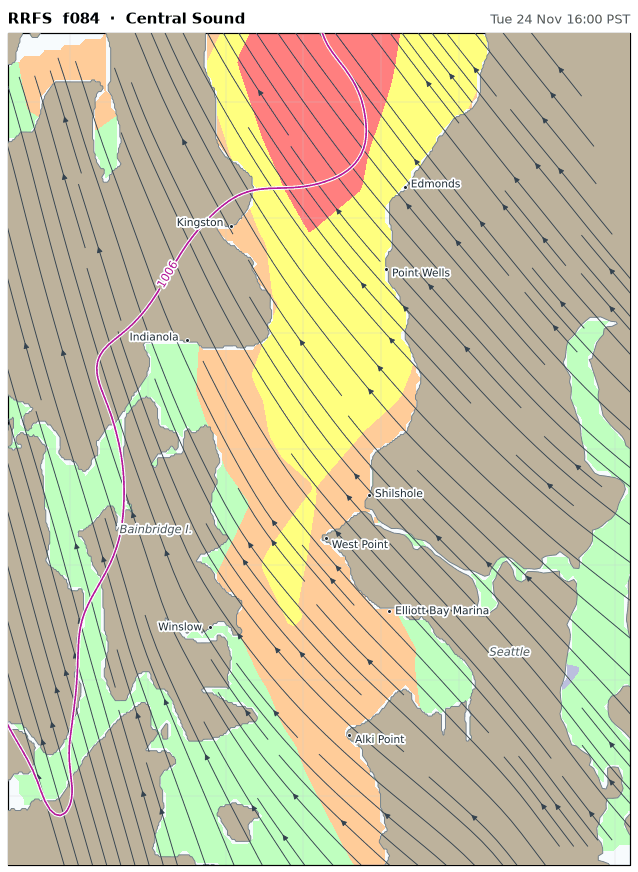 RRFS f084 · Central Sound
Tue 24 Nov 16:00 PST
Edmonds
Kingston
Point Wells
1006
Indianola
Shilshole
Bainbridge I.
West Point
Elliott Bay Marina
Winslow
Seattle
Alki Point